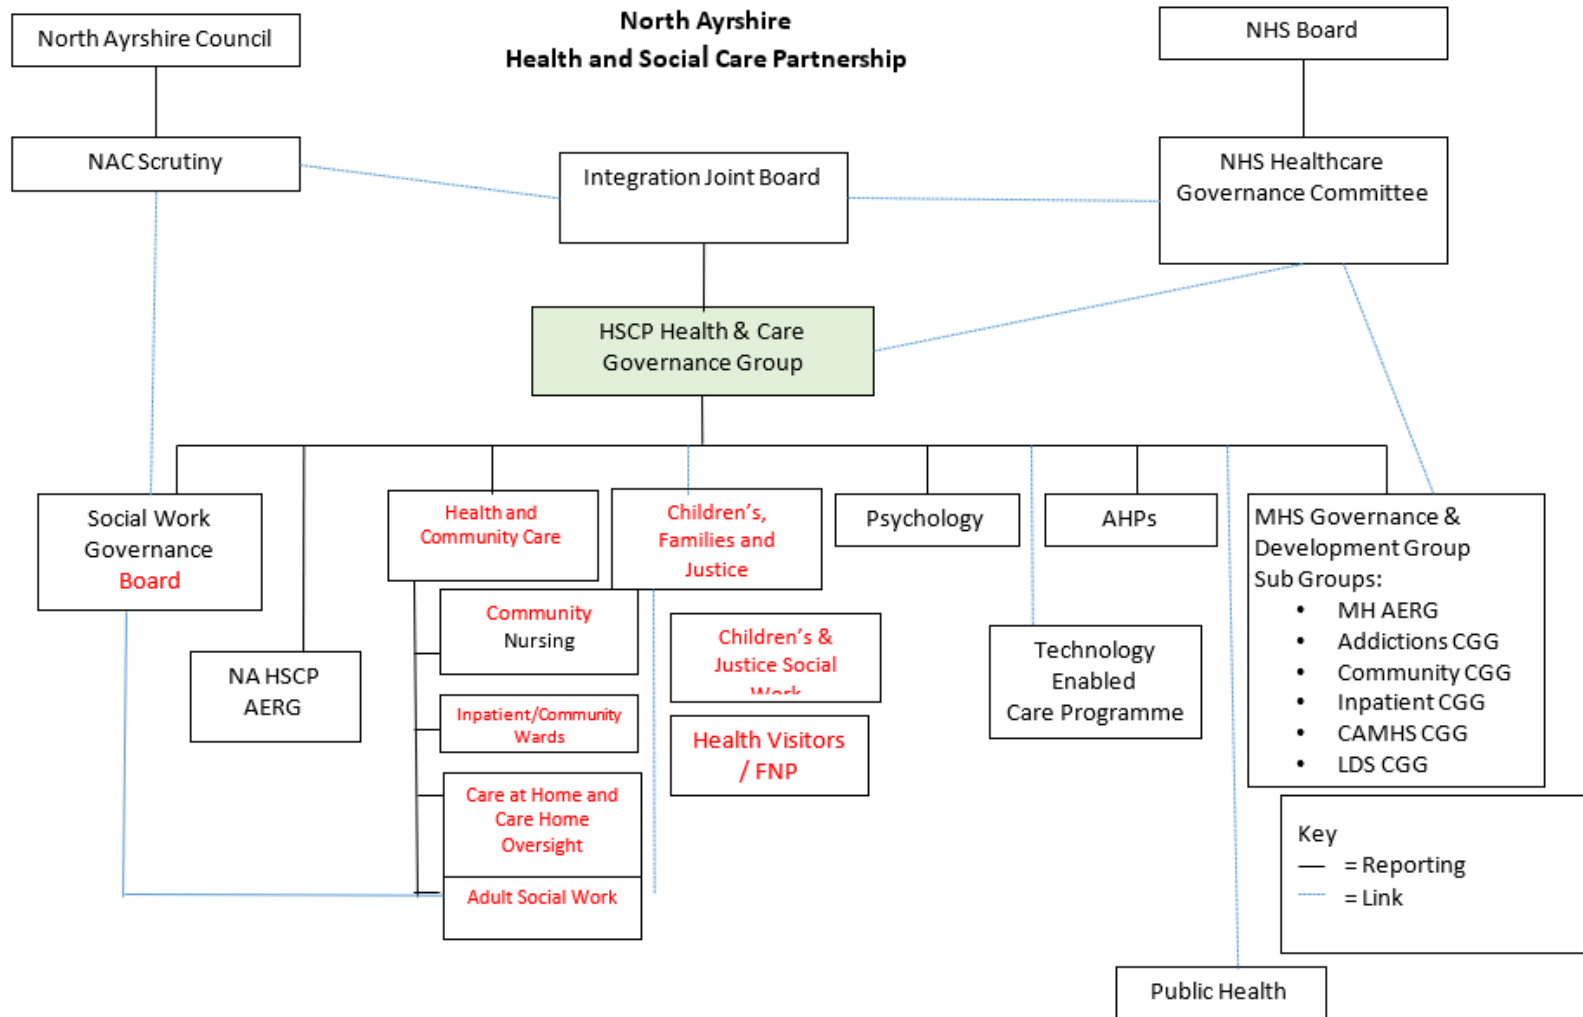 North Ayrshire
Health and Social Care Partnership
North Ayrshire Council
NHS Board
NAC Scrutiny
Integration Joint Board
NHS Healthcare
Governance Committee
HSCP Health & Care
Governance Group
Social Work
Governance
Board
NA HSCP
AERG
Health and
Community Care
Community
Nursing
Inpatient/Community
Wards
Care at Home and
Care Home
Oversight
Adult Social Work
Children's,
Families and
Justice
Children's &
Justice Social
Work
Health Visitors
/ FNP
Psychology
Technology
Enabled
Care Programme
AHPs
Public Health
MHS Governance &
Development Group
Sub Groups:
• MH AERG
• Addictions CGG
• Community CGG
• Inpatient CGG
• CAMHS CGG
• LDS CGG
Key
= Reporting
= Link